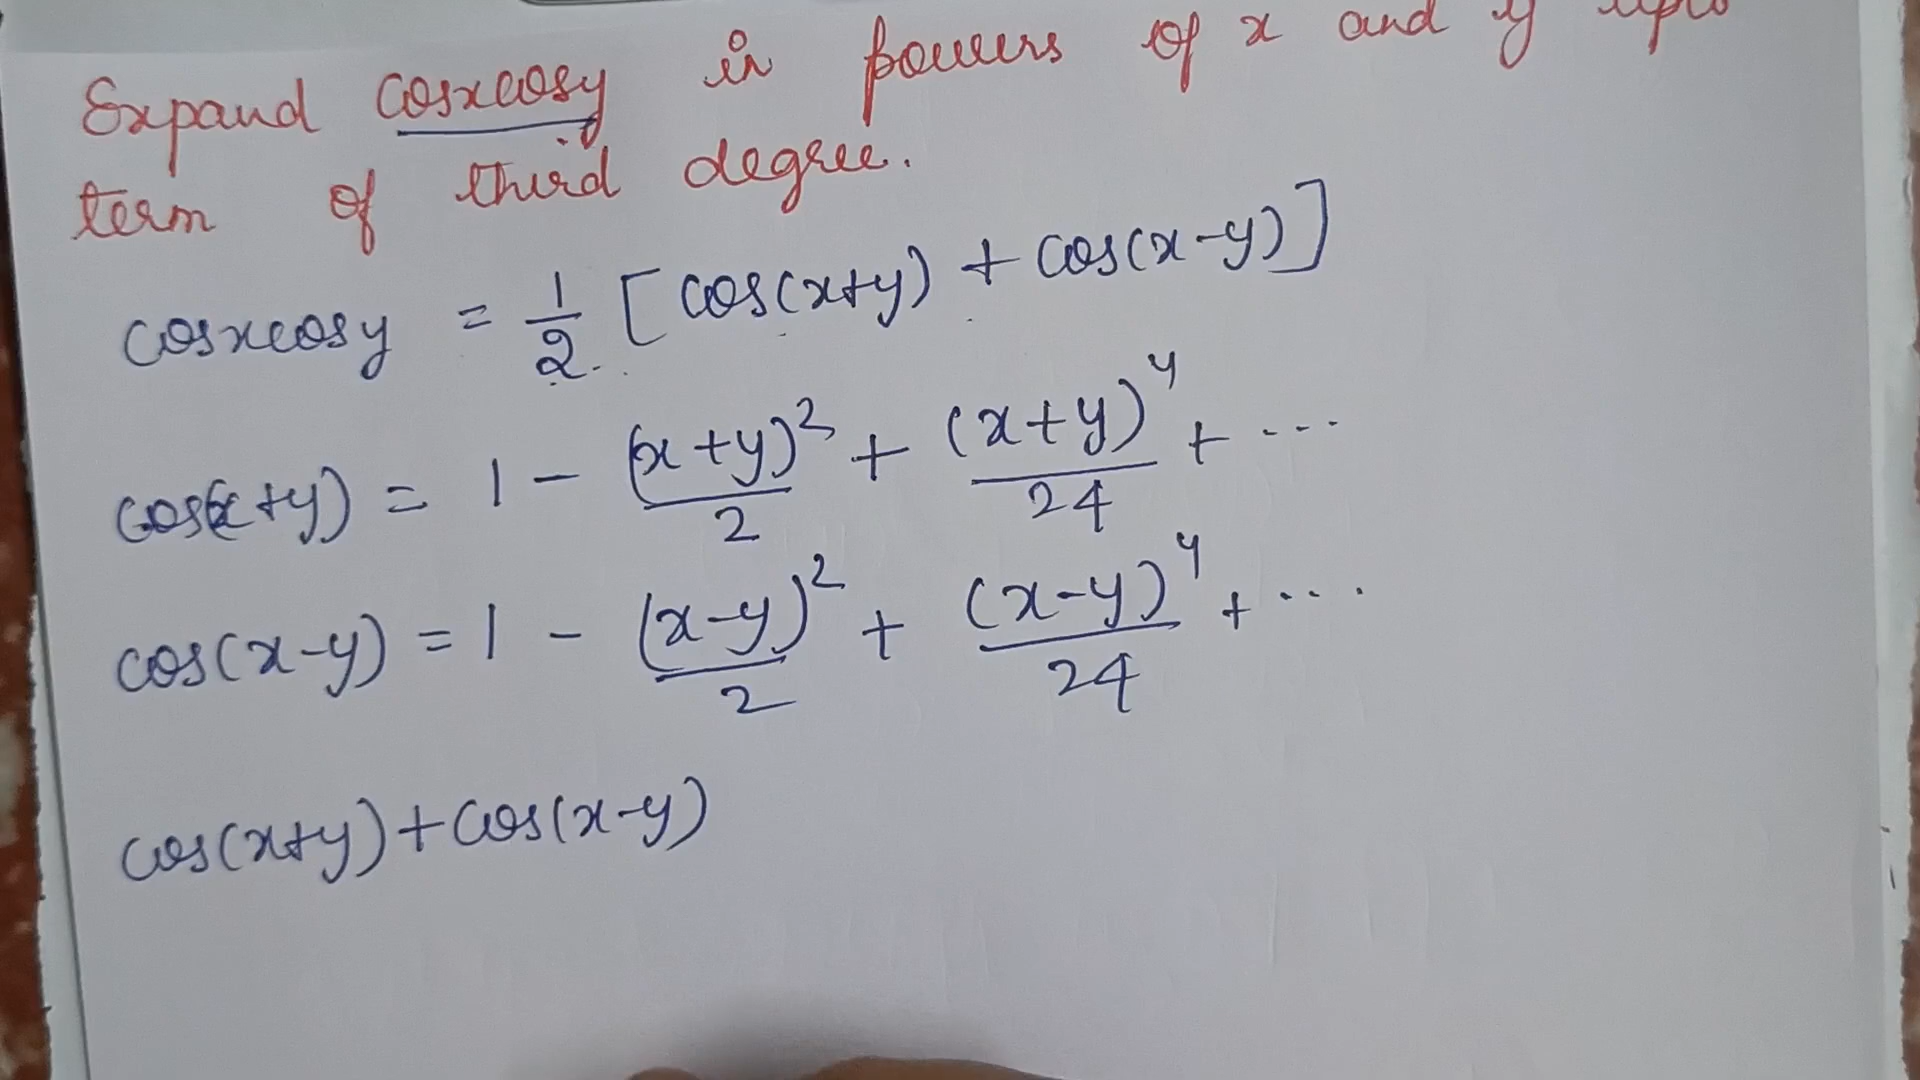 Expand cosxcosy in powers of x and y upto
term of third degree.
cosxcosy = 1/2 [cos(x+y) + cos(x-y)]
cos(x+y) = 1 - (x+y)²/2 + (x+y)⁴/24 + ...
cos(x-y) = 1 - (x-y)²/2 + (x-y)⁴/24 + ....
cos(x+y)+cos(x-y)